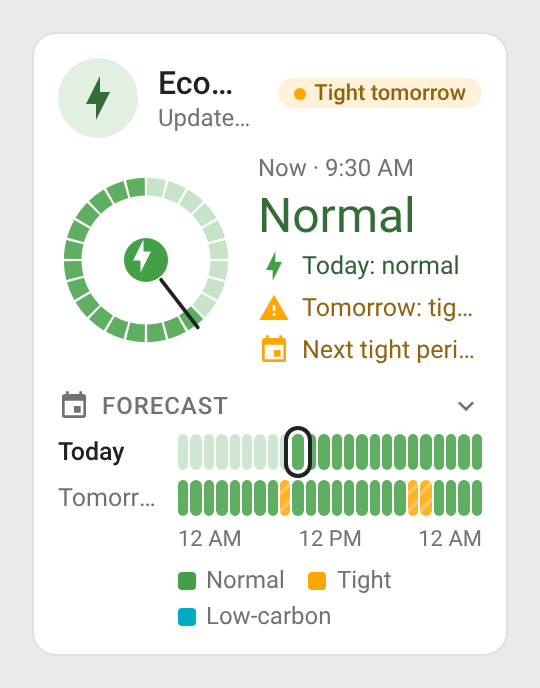 Eco…
Update…
Tight tomorrow
Now · 9:30 AM
Normal
Today: normal
Tomorrow: tig…
Next tight peri…
FORECAST
Today
Tomorr…
12 AM 12 PM 12 AM
Normal Tight
Low-carbon